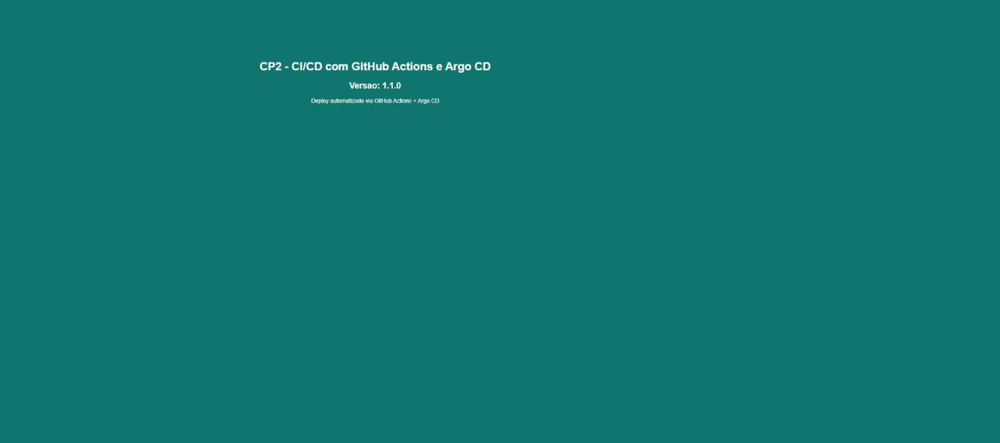 CP2 - CI/CD com GitHub Actions e Argo CD
Versao: 1.1.0
Deploy automatizado via GitHub Actions + Argo CD